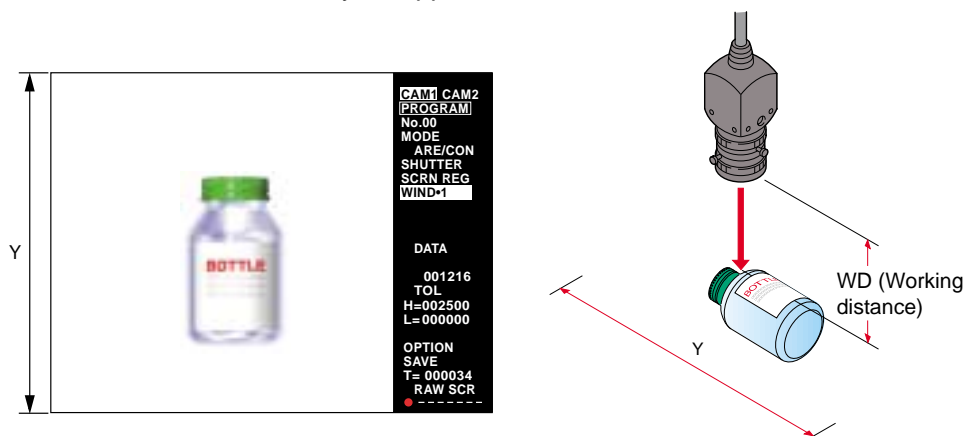 Y
BOTTLE
CAM1 CAM2
PROGRAM
No.00
MODE
ARE/CON
SHUTTER
SCRN REG
WIND•1
DATA
001216
TOL
H=002500
L=000000
OPTION
SAVE
T= 000034
RAW SCR
BOTTLE
WD (Working
distance)
Y